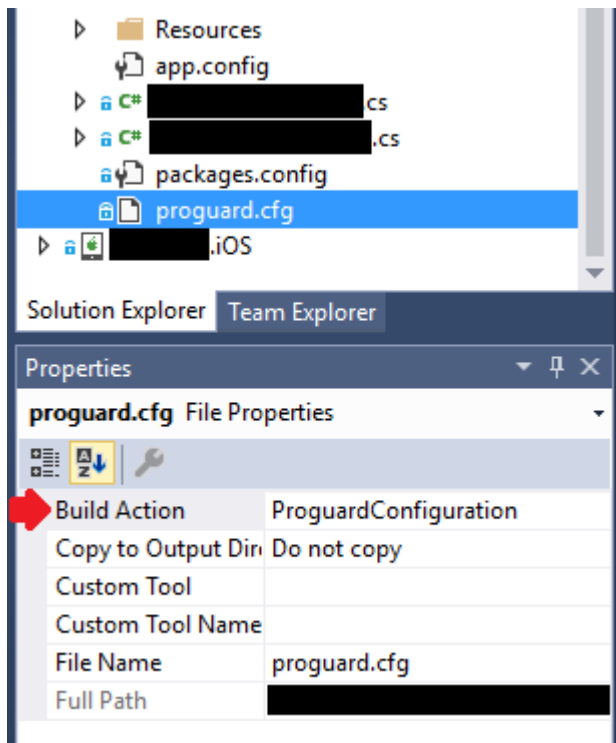 Resources
app.config
C# .cs
C# .cs
packages.config
proguard.cfg
.iOS
Solution Explorer Team Explorer
Properties
proguard.cfg File Properties
Build Action ProguardConfiguration
Copy to Output Dire Do not copy
Custom Tool
Custom Tool Name
File Name proguard.cfg
Full Path